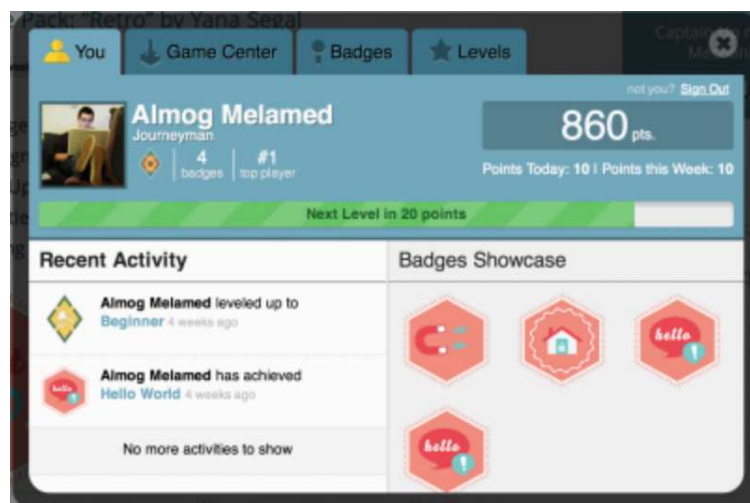 Pack: "Retro" by Yana Segal
You
Game Center
Badges
Levels
not you? Sign Out
Almog Melamed
Journeyman
4
badges
#1
top player
860 pts.
Points Today: 10 | Points this Week: 10
Next Level in 20 points
Recent Activity
Badges Showcase
Almog Melamed leveled up to
Beginner 4 weeks ago
Almog Melamed has achieved
Hello World 4 weeks ago
No more activities to show
hello
!
hello
!
hello
!